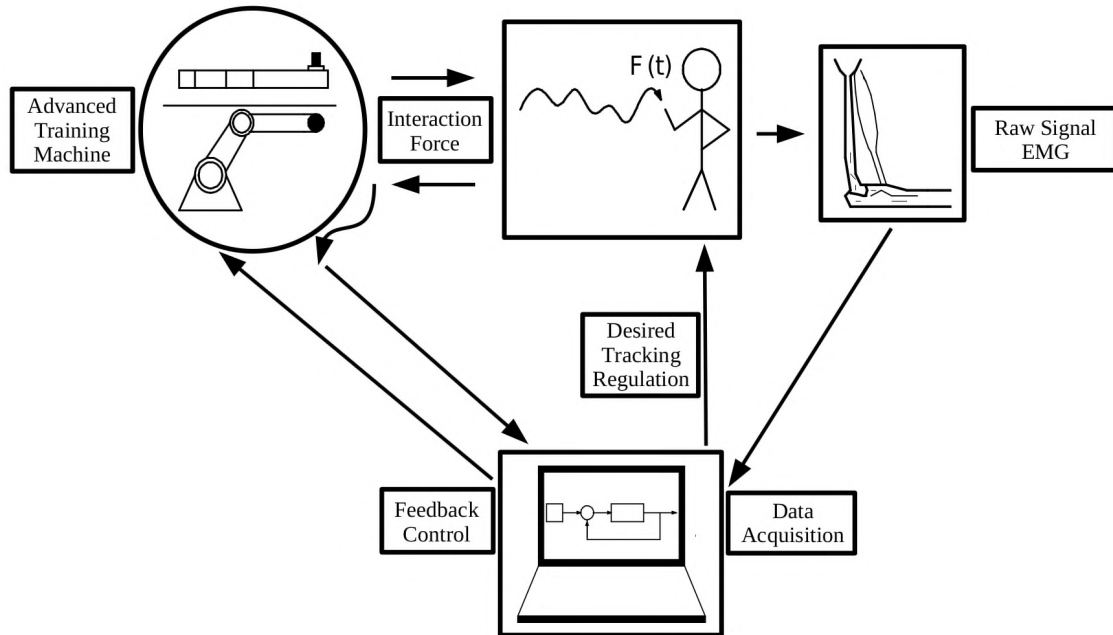 Advanced
Training
Machine
Interaction
Force
F (t)
Raw Signal
EMG
Desired
Tracking
Regulation
Feedback
Control
Data
Acquisition